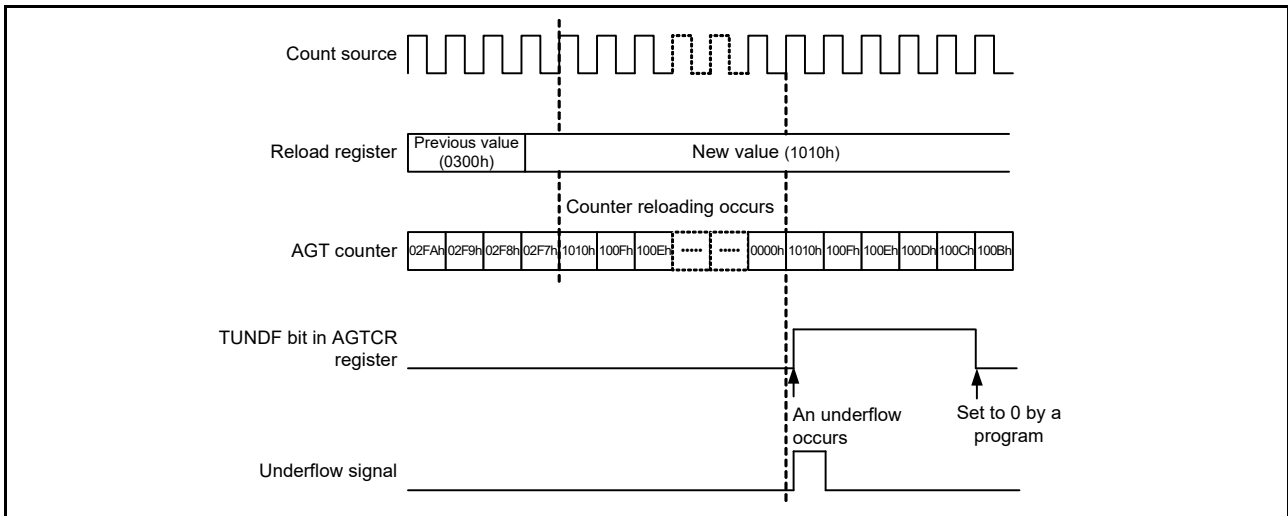 Count source
Reload register
Previous value
(0300h)
New value (1010h)
Counter reloading occurs
AGT counter
02FAh 02F9h 02F8h 02F7h 1010h 100Fh 100Eh ····· ····· 0000h 1010h 100Fh 100Eh 100Dh 100Ch 100Bh
TUNDF bit in AGTCR
register
An underflow
occurs
Set to 0 by a
program
Underflow signal